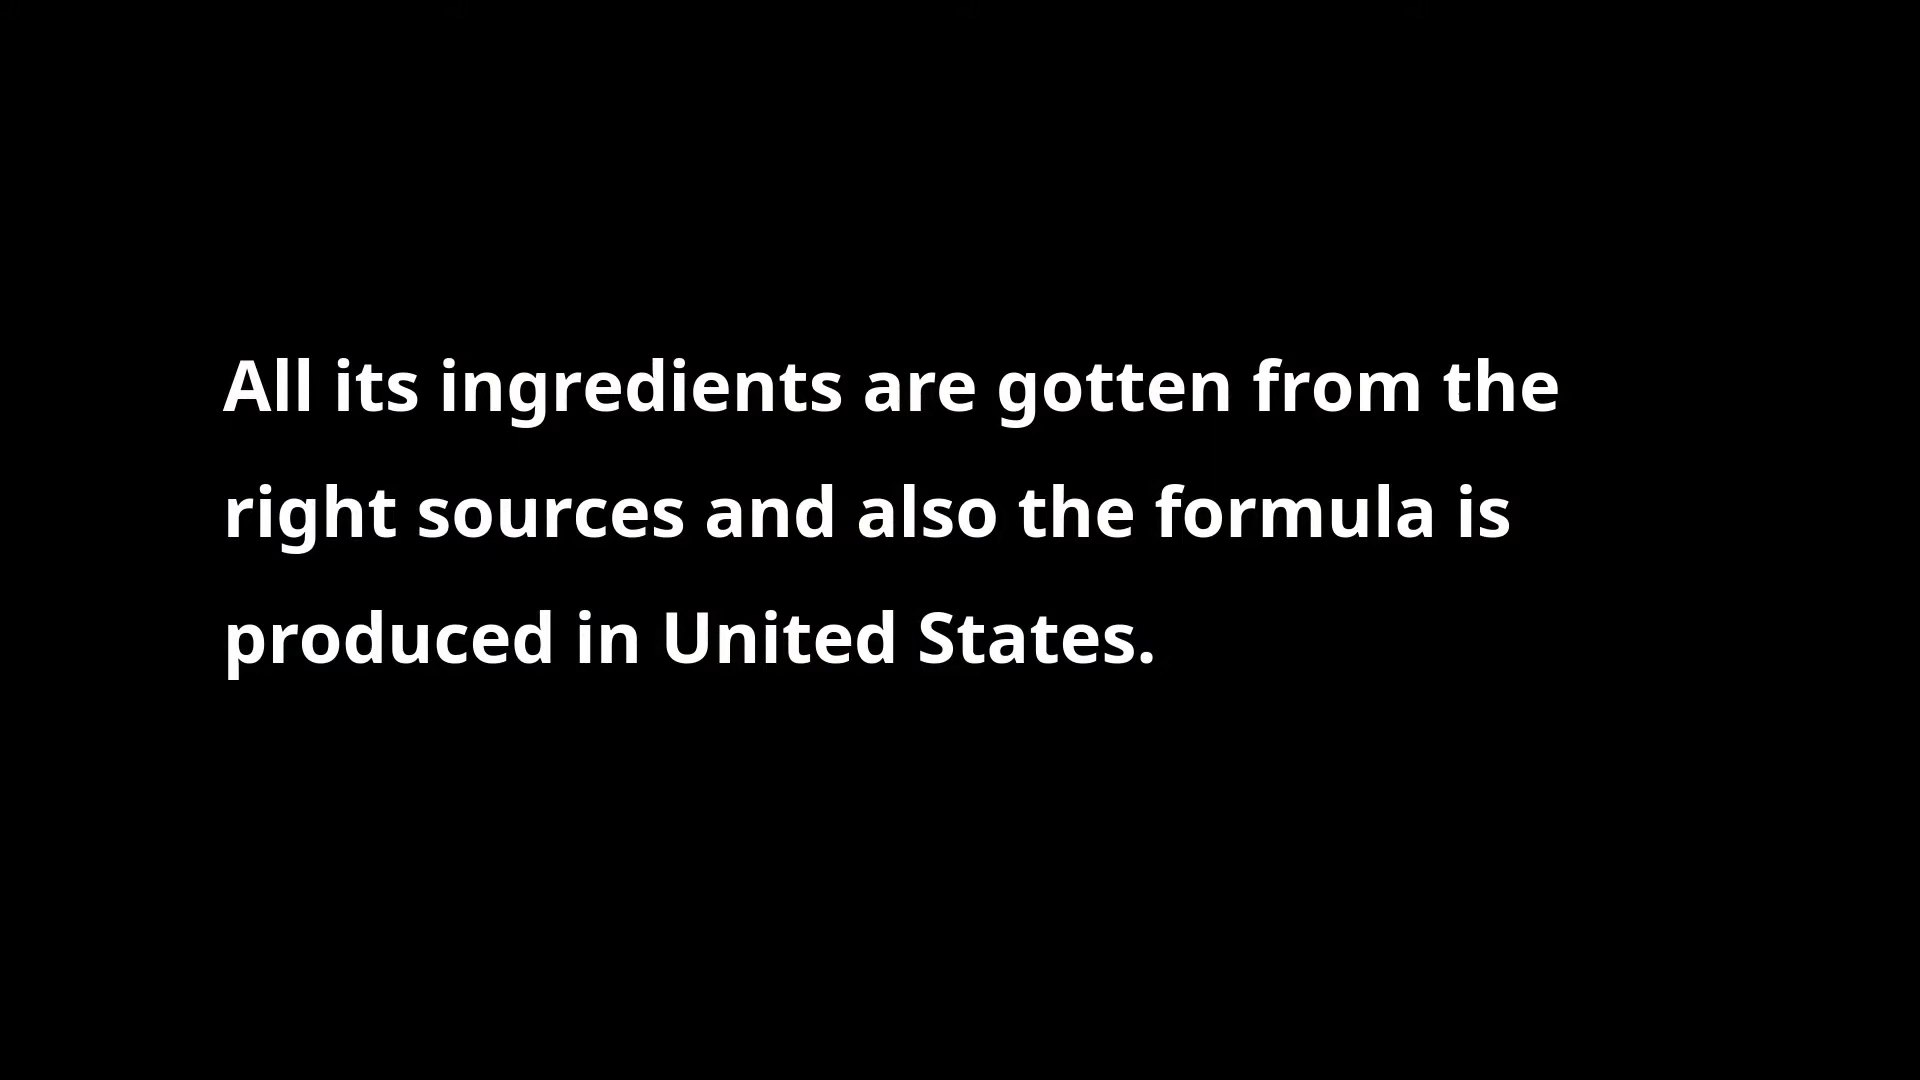 All its ingredients are gotten from the
right sources and also the formula is
produced in United States.